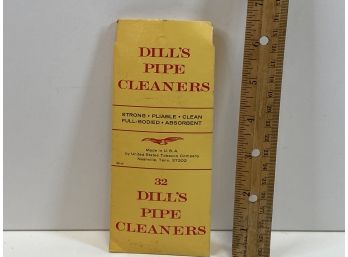 DILL'S
PIPE
CLEANERS
STRONG • PLIABLE • CLEAN
FULL-BODIED • ABSORBENT
Made in U.S.A.
by United States Tobacco Company
Nashville, Tenn. 37202
32
DILL'S
PIPE
CLEANERS